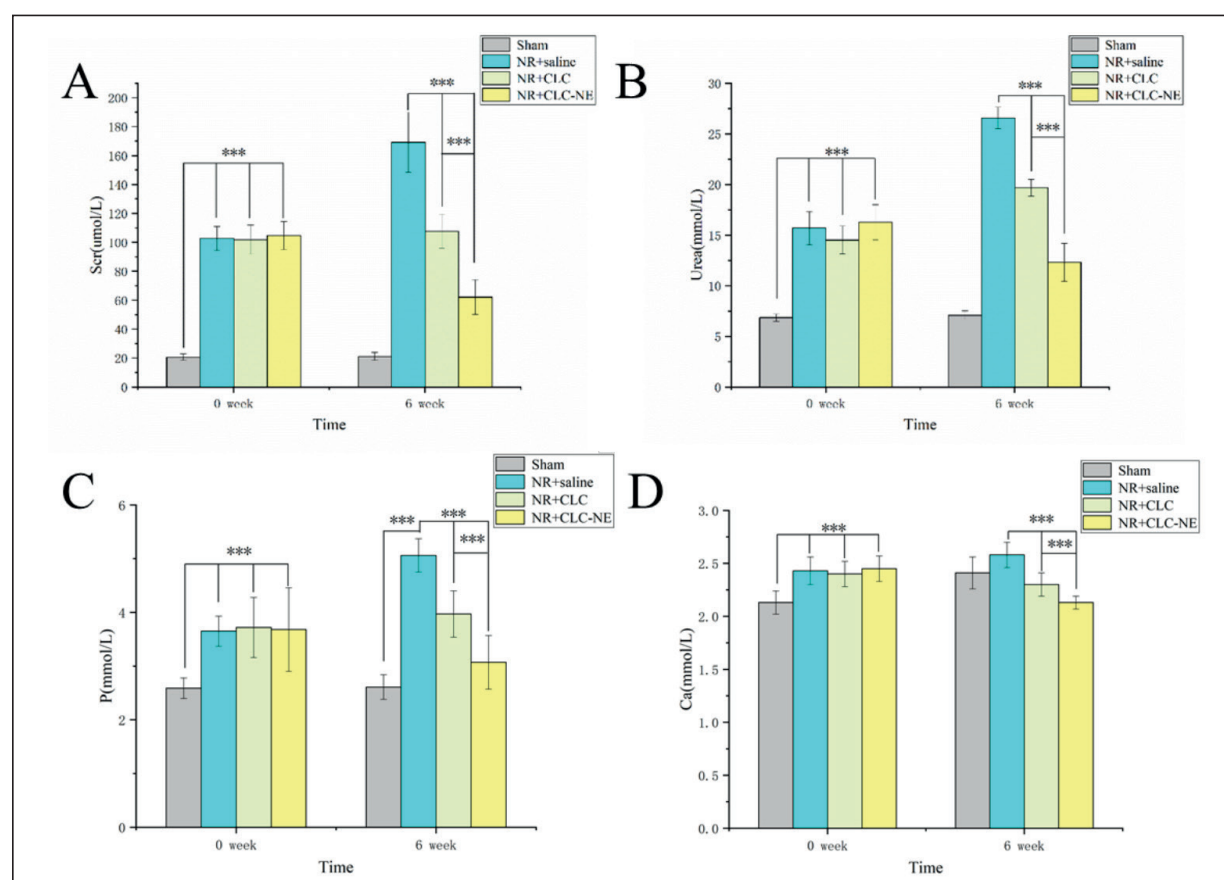 A
Sham
NR+saline
NR+CLC
NR+CLC-NE
Scr(umol/L)
200
180
160
140
120
100
80
60
40
20
0
***
***
***
0 week
6 week
Time
B
Sham
NR+saline
NR+CLC
NR+CLC-NE
Urea(mmol/L)
30
25
20
15
10
5
0
***
***
***
0 week
6 week
Time
C
Sham
NR+saline
NR+CLC
NR+CLC-NE
P(mmol/L)
6
4
2
0
***
***
***
***
0 week
6 week
Time
D
Sham
NR+saline
NR+CLC
NR+CLC-NE
Ca(mmol/L)
3.0
2.5
2.0
1.5
1.0
0.5
0.0
***
***
***
0 week
6 week
Time